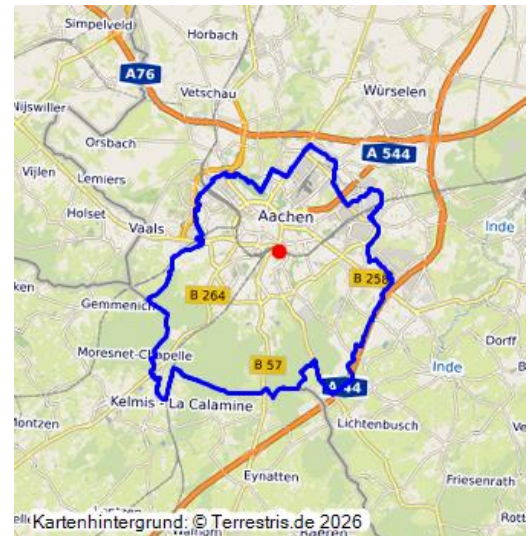 Simpelveld
Horbach
A76
Vetschau
Würselen
Nijswiller
Orsbach
A 544
Vijlen
Lemiers
Aachen
Holset
Vaals
Inde
B 258
Gemmenich
B 264
Dorff
Moresnet-Chapelle
B 57
Inde
A 44
Kelmis - La Calamine
Lichtenbusch
Eynatten
Friesenrath
Kartenhintergrund: © Terrestris.de 2026